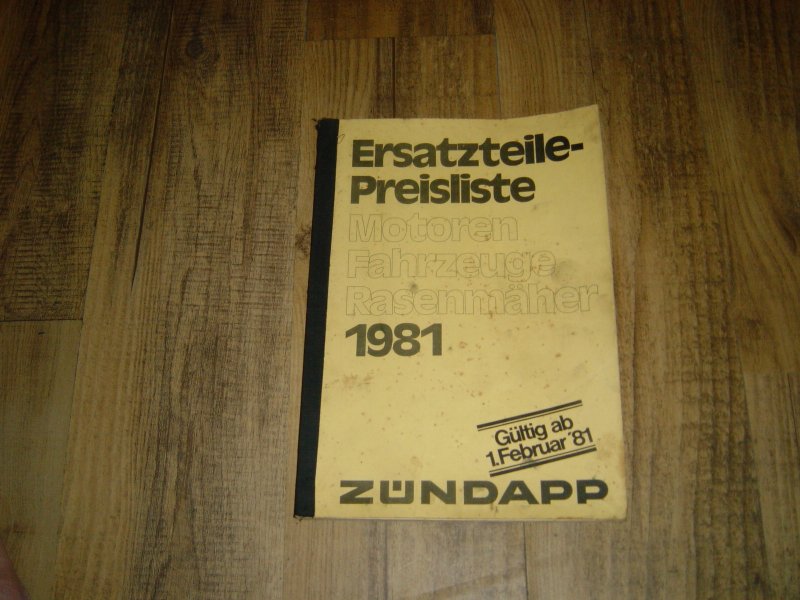 Ersatzteile-
Preisliste
Motoren
Fahrzeuge
Rasenmäher
1981
Gültig ab
1.Februar '81
ZÜNDAPP